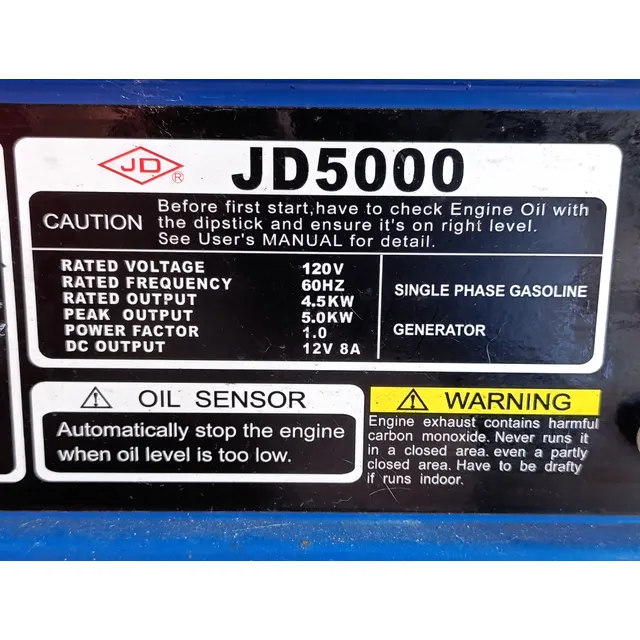 JD ®
JD5000
CAUTION
Before first start,have to check Engine Oil with
the dipstick and ensure it's on right level.
See User's MANUAL for detail.
RATED VOLTAGE 120V
RATED FREQUENCY 60HZ
RATED OUTPUT 4.5KW
PEAK OUTPUT 5.0KW
POWER FACTOR 1.0
DC OUTPUT 12V 8A
SINGLE PHASE GASOLINE
GENERATOR
OIL SENSOR
Automatically stop the engine
when oil level is too low.
WARNING
Engine exhaust contains harmful
carbon monoxide. Never runs it
in a closed area. even a partly
closed area. Have to be drafty
if runs indoor.